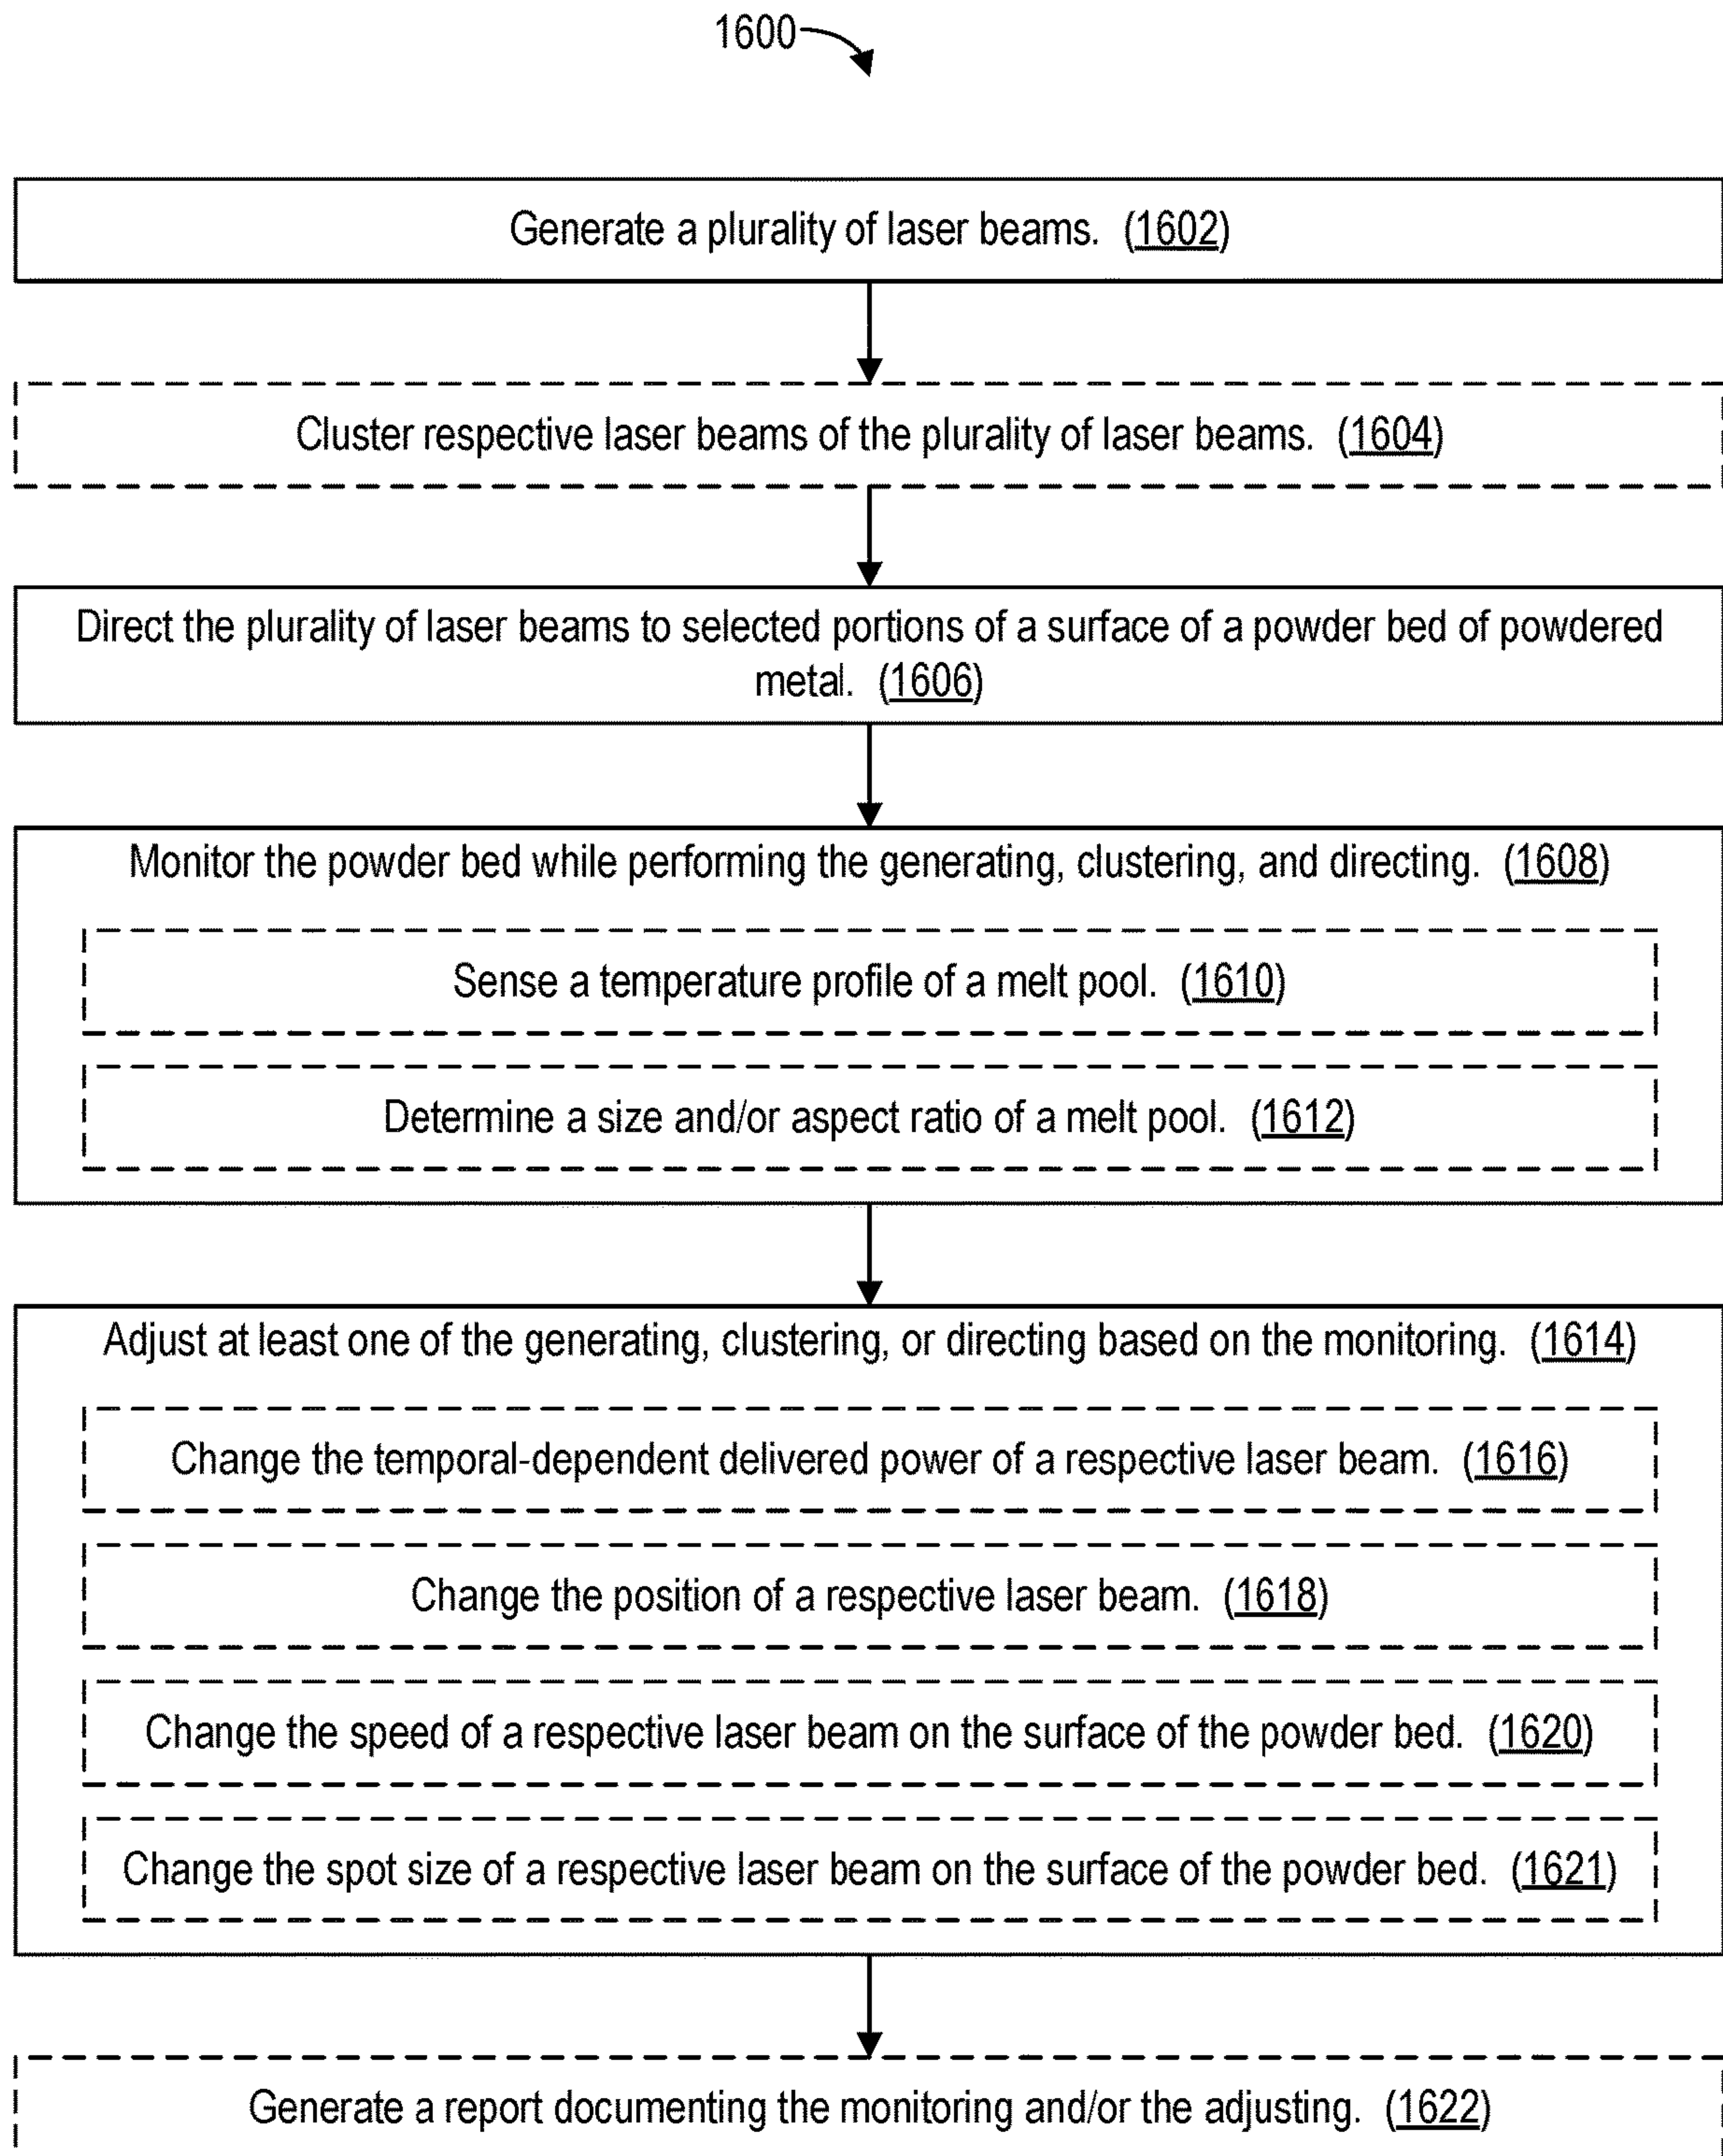 1600
Generate a plurality of laser beams. (1602)
Cluster respective laser beams of the plurality of laser beams. (1604)
Direct the plurality of laser beams to selected portions of a surface of a powder bed of powdered
metal. (1606)
Monitor the powder bed while performing the generating, clustering, and directing. (1608)
Sense a temperature profile of a melt pool. (1610)
Determine a size and/or aspect ratio of a melt pool. (1612)
Adjust at least one of the generating, clustering, or directing based on the monitoring. (1614)
Change the temporal-dependent delivered power of a respective laser beam. (1616)
Change the position of a respective laser beam. (1618)
Change the speed of a respective laser beam on the surface of the powder bed. (1620)
Change the spot size of a respective laser beam on the surface of the powder bed. (1621)
Generate a report documenting the monitoring and/or the adjusting. (1622)